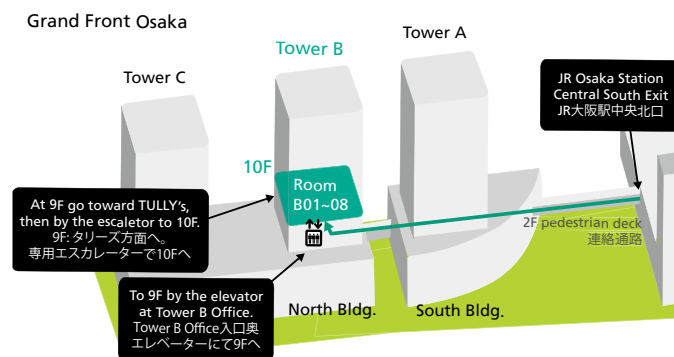 Grand Front Osaka
Tower B
Tower A
Tower C
JR Osaka Station
Central South Exit
JR大阪駅中央北口
10F
Room
B01~08
At 9F go toward TULLY's,
then by the escaletor to 10F.
9F: タリーズ方面へ。
専用エスカレーターで10Fへ
2F pedestrian deck
連絡通路
To 9F by the elevator
at Tower B Office.
Tower B Office入口奥
エレベーターにて9Fへ
North Bldg.
South Bldg.